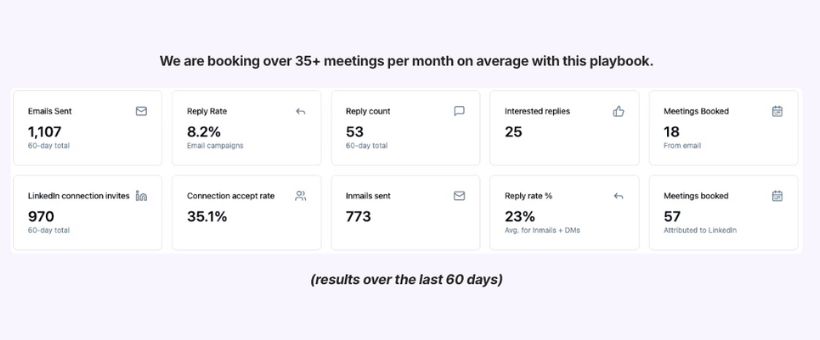 We are booking over 35+ meetings per month on average with this playbook.
Emails Sent
1,107
60-day total
Reply Rate
8.2%
Email campaigns
Reply count
53
60-day total
Interested replies
25
Meetings Booked
18
From email
LinkedIn connection invites
970
60-day total
Connection accept rate
35.1%
Inmails sent
773
Reply rate %
23%
Avg. for Inmails + DMs
Meetings booked
57
Attributed to LinkedIn
(results over the last 60 days)